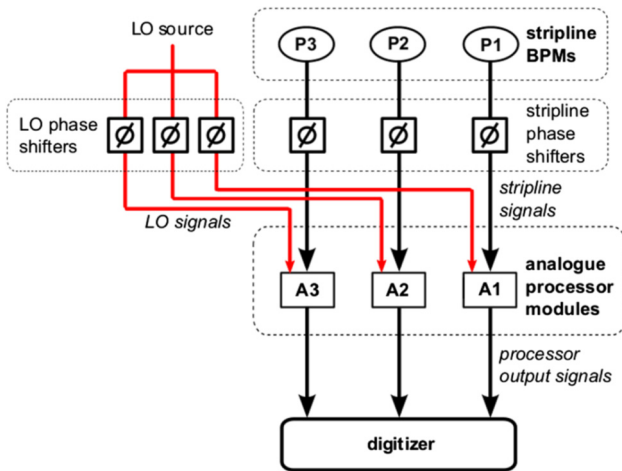 LO source
P3
P2
P1
stripline
BPMs
LO phase
shifters
Ø
Ø
Ø
Ø
Ø
Ø
stripline
phase
shifters
LO signals
stripline
signals
A3
A2
A1
analogue
processor
modules
processor
output signals
digitizer